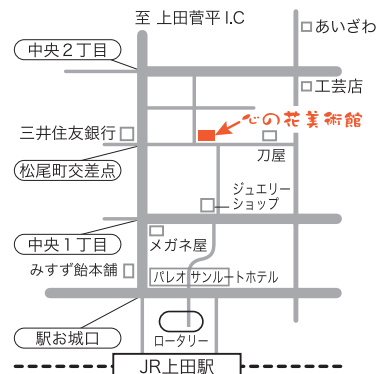 至 上田菅平 I.C
あいざわ
中央2丁目
工芸店
心の花美術館
三井住友銀行
刀屋
松尾町交差点
ジュエリー
ショップ
中央1丁目
メガネ屋
みすず飴本舗
パレオ サンルートホテル
駅お城口
ロータリー
JR上田駅